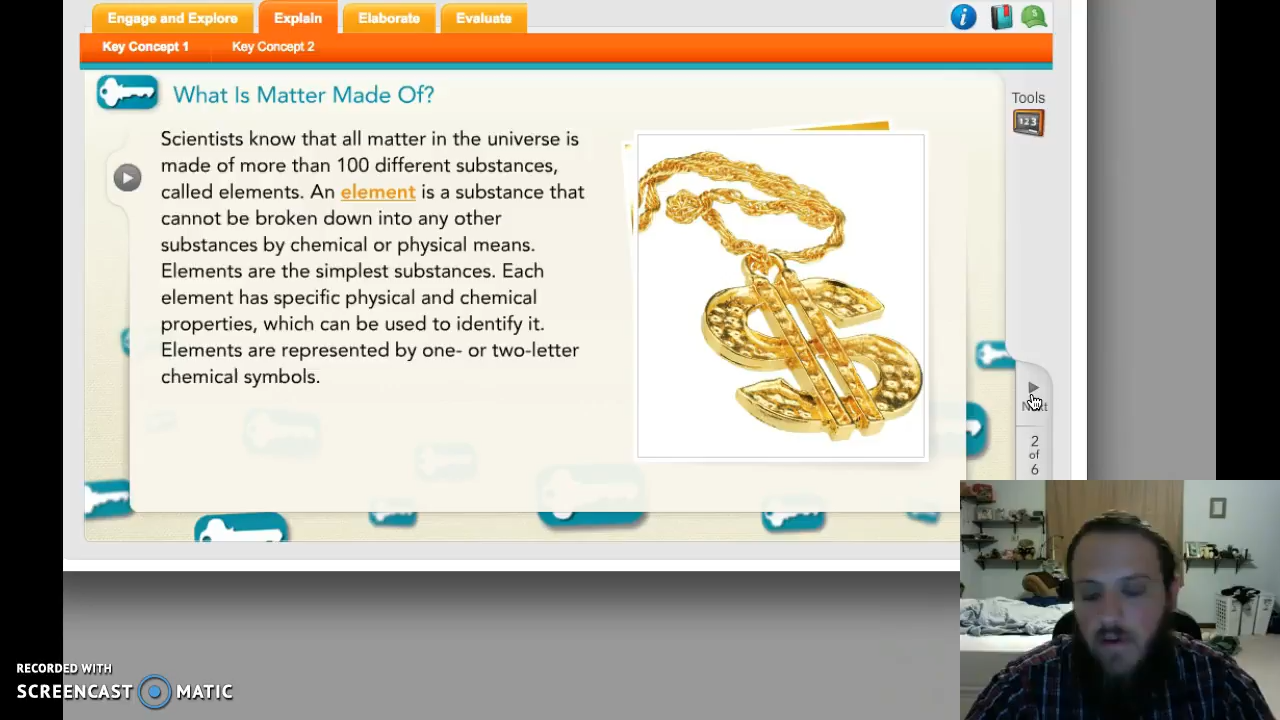 Engage and Explore Explain Elaborate Evaluate
Key Concept 1 Key Concept 2
What Is Matter Made Of?
Scientists know that all matter in the universe is
made of more than 100 different substances,
called elements. An element is a substance that
cannot be broken down into any other
substances by chemical or physical means.
Elements are the simplest substances. Each
element has specific physical and chemical
properties, which can be used to identify it.
Elements are represented by one- or two-letter
chemical symbols.
Tools
123
Next
2
of
6
RECORDED WITH
SCREENCAST MATIC